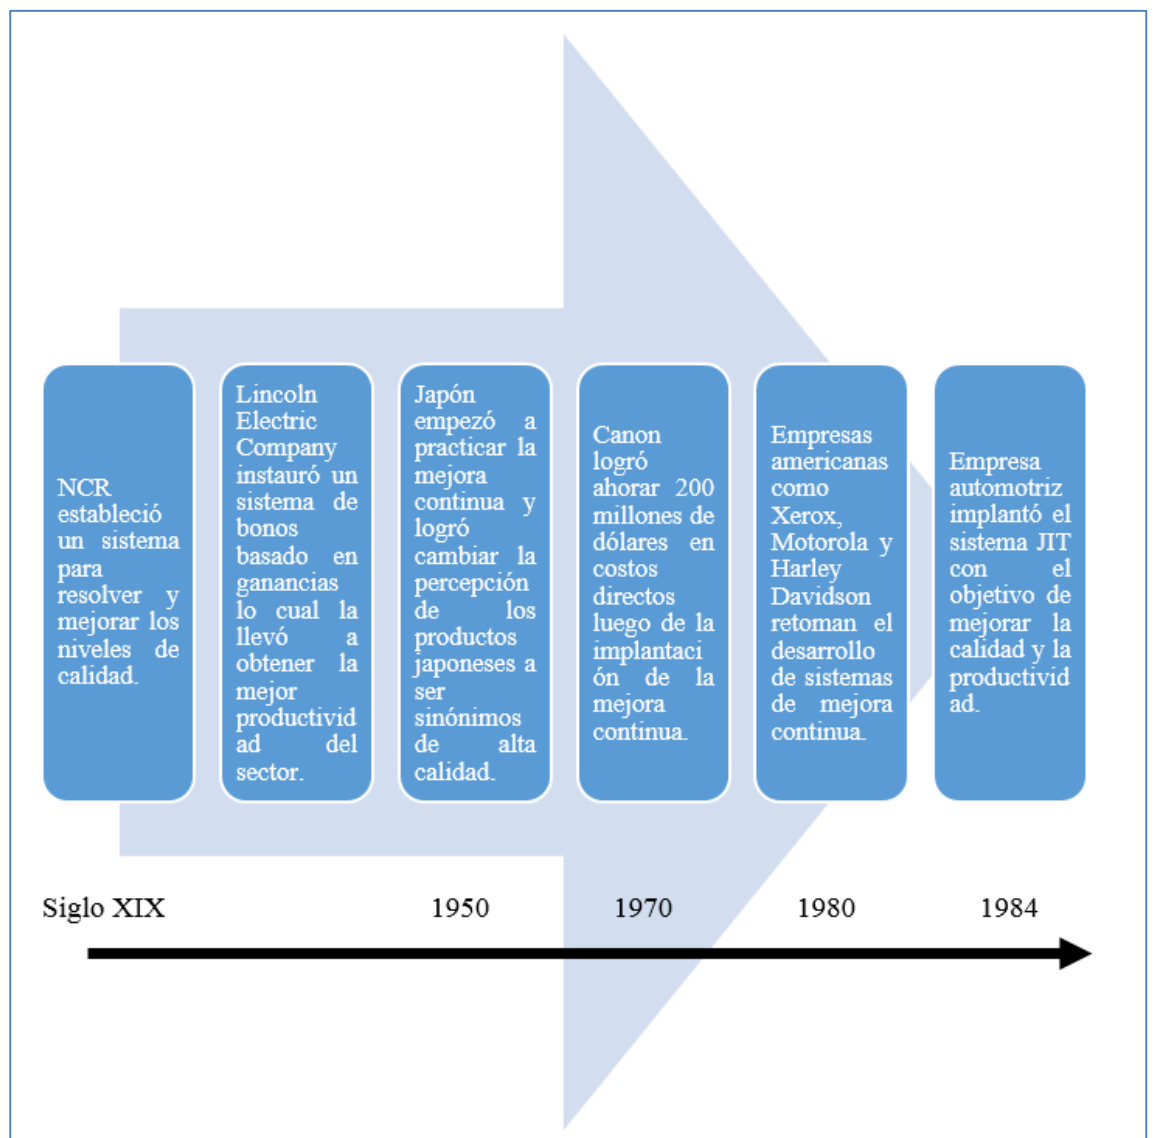 NCR
estableció
un sistema
para
resolver y
mejorar los
niveles de
calidad.
Lincoln
Electric
Company
instauró un
sistema de
bonos
basado en
ganancias
lo cual la
llevó a
obtener la
mejor
productivid
ad del
sector.
Japón
empezó a
practicar la
mejora
continua y
logró
cambiar la
percepción
de los
productos
japoneses a
ser
sinónimos
de alta
calidad.
Canon
logró
ahorar 200
millones de
dólares en
costos
directos
luego de la
implantaci
ón de la
mejora
continua.
Empresas
americanas
como
Xerox,
Motorola y
Harley
Davidson
retoman el
desarrollo
de sistemas
de mejora
continua.
Empresa
automotriz
implantó el
sistema JIT
con el
objetivo de
mejorar la
calidad y la
productivid
ad.
Siglo XIX 1950 1970 1980 1984